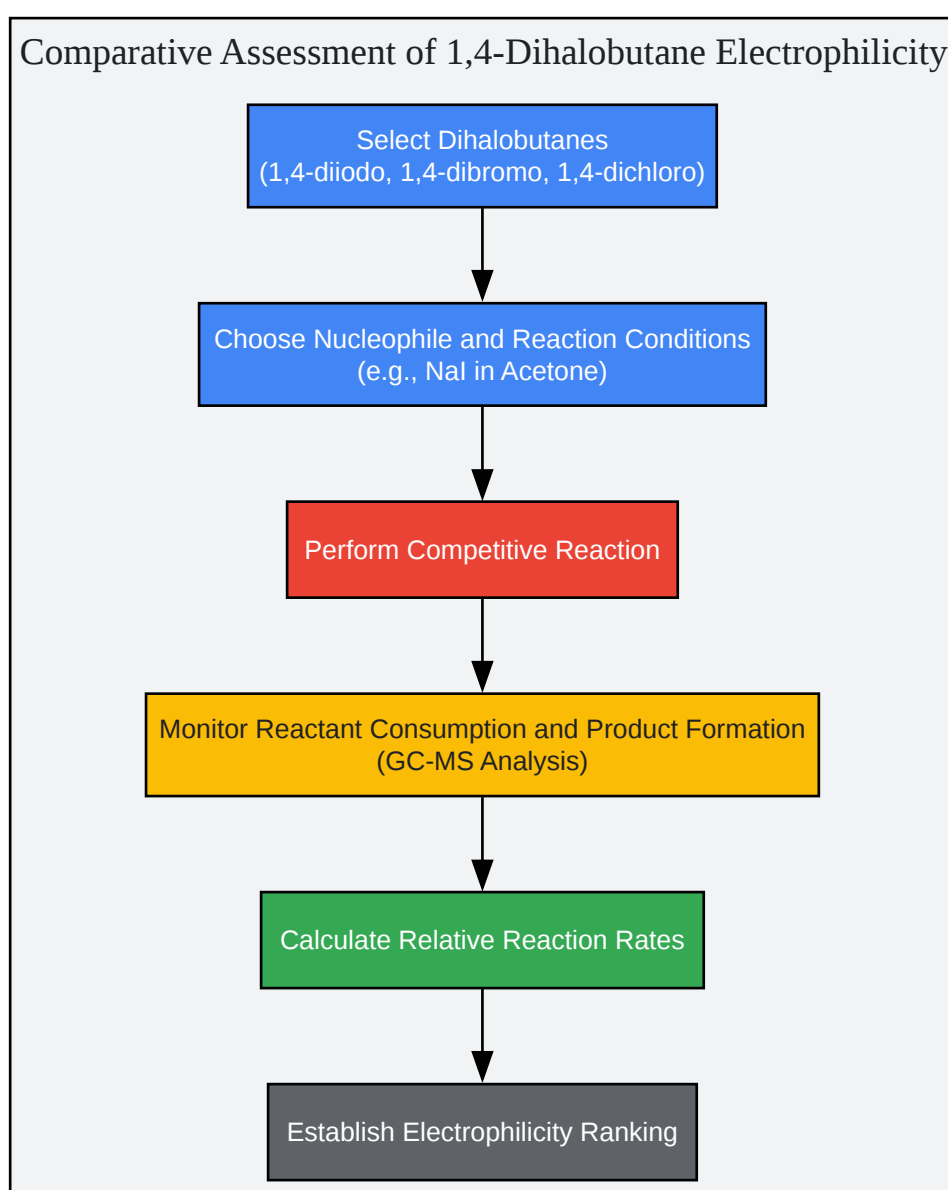 Comparative Assessment of 1,4-Dihalobutane Electrophilicity
Select Dihalobutanes
(1,4-diiodo, 1,4-dibromo, 1,4-dichloro)
Choose Nucleophile and Reaction Conditions
(e.g., NaI in Acetone)
Perform Competitive Reaction
Monitor Reactant Consumption and Product Formation
(GC-MS Analysis)
Calculate Relative Reaction Rates
Establish Electrophilicity Ranking